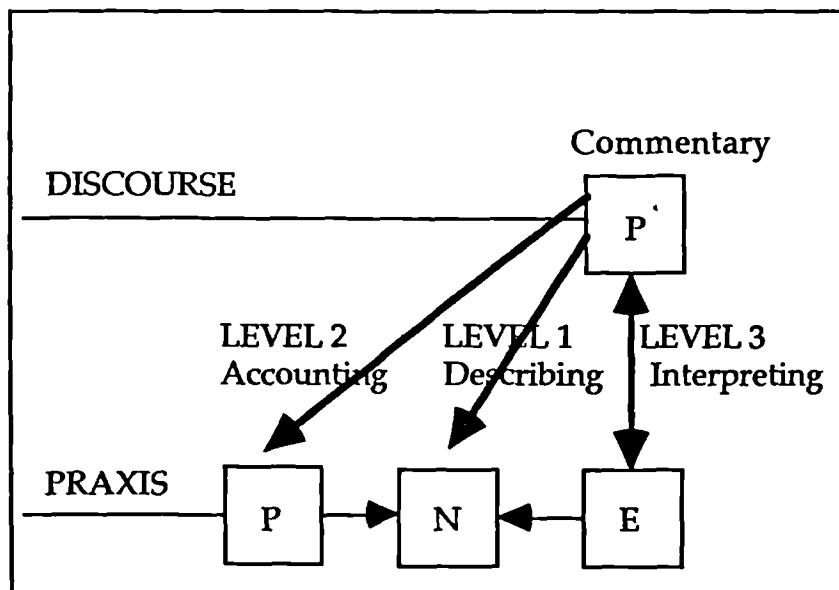 Commentary
DISCOURSE
P
LEVEL 2 LEVEL 1 LEVEL 3
Accounting Describing Interpreting
PRAXIS
P N E